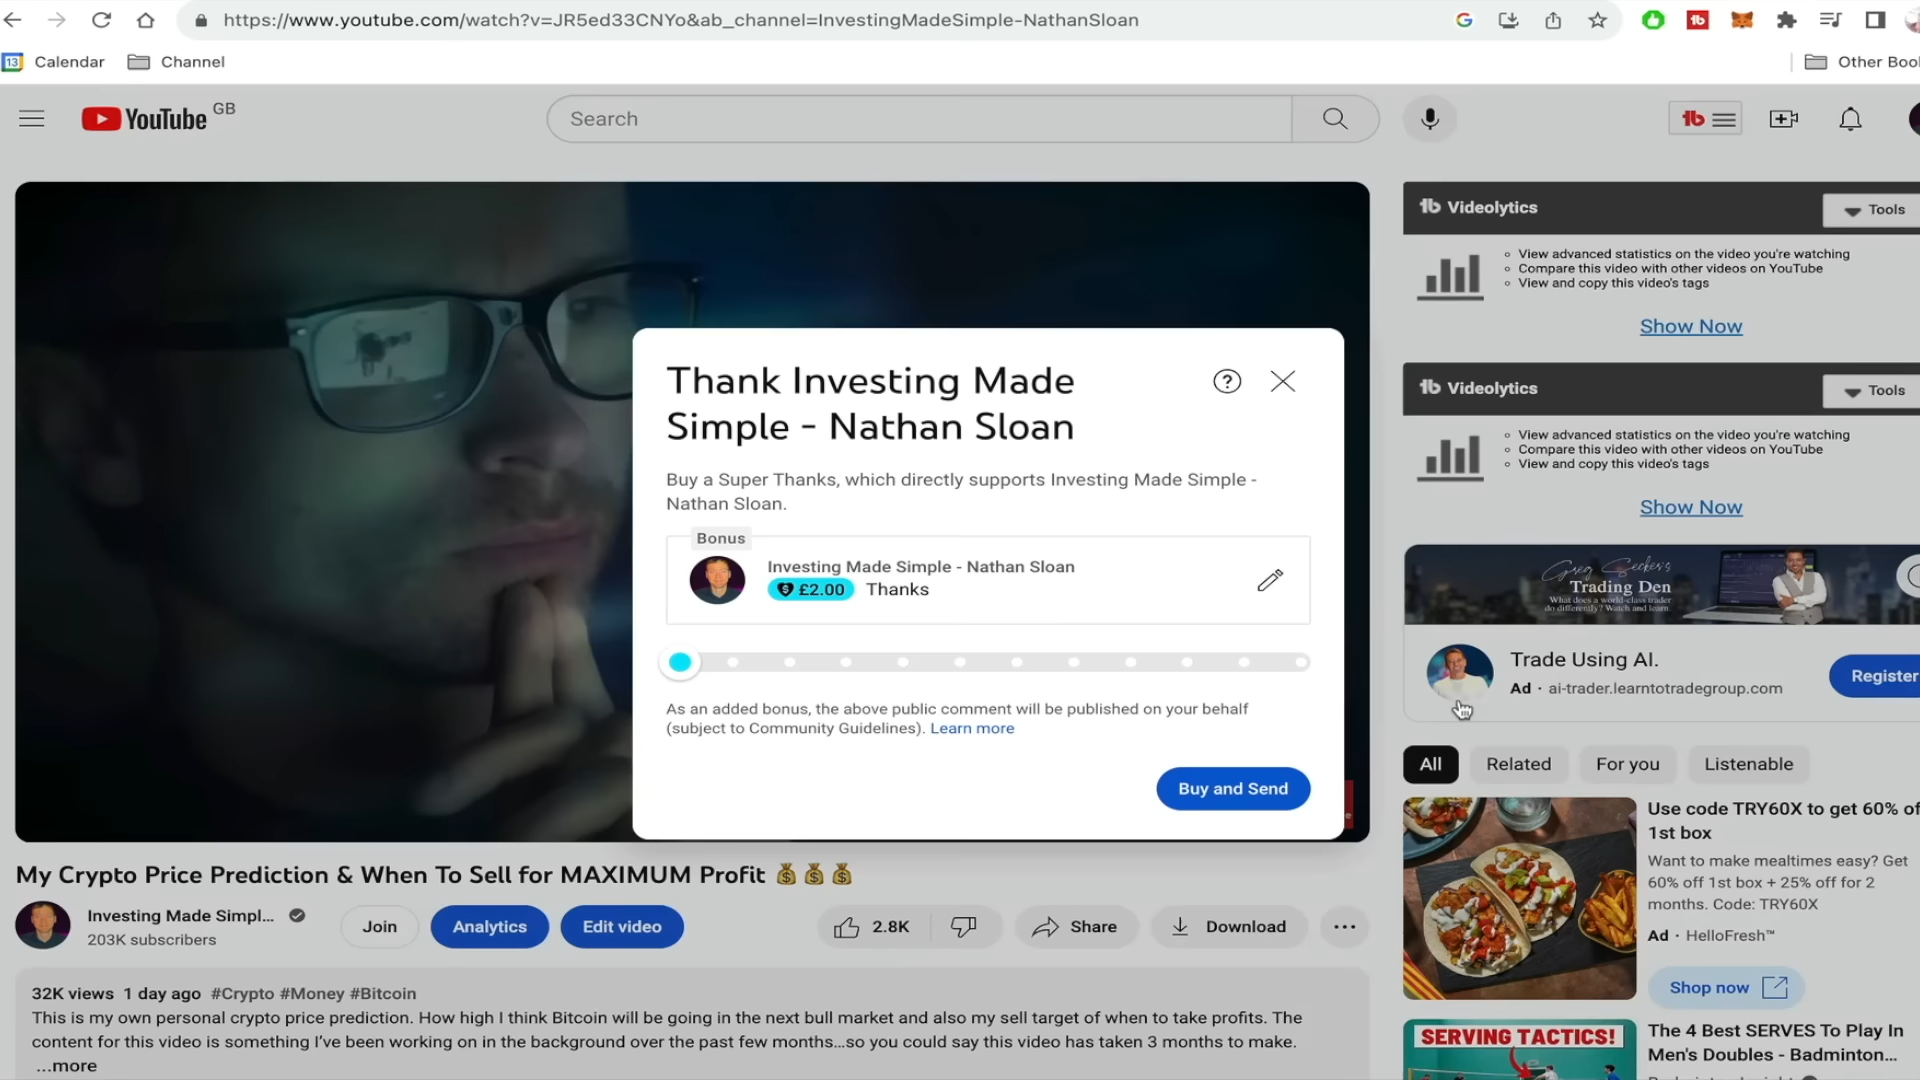 https://www.youtube.com/watch?v=JR5ed33CNYo&ab_channel=InvestingMadeSimple-NathanSloan
13 Calendar
Channel
Other Bool
YouTube GB
Search
Videolytics
Tools
View advanced statistics on the video you're watching
Compare this video with other videos on YouTube
View and copy this video's tags
Show Now
Videolytics
Tools
View advanced statistics on the video you're watching
Compare this video with other videos on YouTube
View and copy this video's tags
Show Now
Thank Investing Made
Simple - Nathan Sloan
Buy a Super Thanks, which directly supports Investing Made Simple -
Nathan Sloan.
Bonus
Investing Made Simple - Nathan Sloan
£2.00 Thanks
As an added bonus, the above public comment will be published on your behalf
(subject to Community Guidelines). Learn more
Buy and Send
Greg Secker's
Trading Den
What does a world-class trader
do differently? Watch and learn.
Trade Using AI.
Ad · ai-trader.learntotradegroup.com
Register
All
Related
For you
Listenable
Use code TRY60X to get 60% of
1st box
Want to make mealtimes easy? Get
60% off 1st box + 25% off for 2
months. Code: TRY60X
Ad · HelloFresh™
Shop now
SERVING TACTICS!
The 4 Best SERVES To Play In
Men's Doubles - Badminton...
My Crypto Price Prediction & When To Sell for MAXIMUM Profit 💰💰💰
Investing Made Simpl...
203K subscribers
Join
Analytics
Edit video
2.8K
Share
Download
32K views 1 day ago #Crypto #Money #Bitcoin
This is my own personal crypto price prediction. How high I think Bitcoin will be going in the next bull market and also my sell target of when to take profits. The
content for this video is something I've been working on in the background over the past few months…so you could say this video has taken 3 months to make.
...more